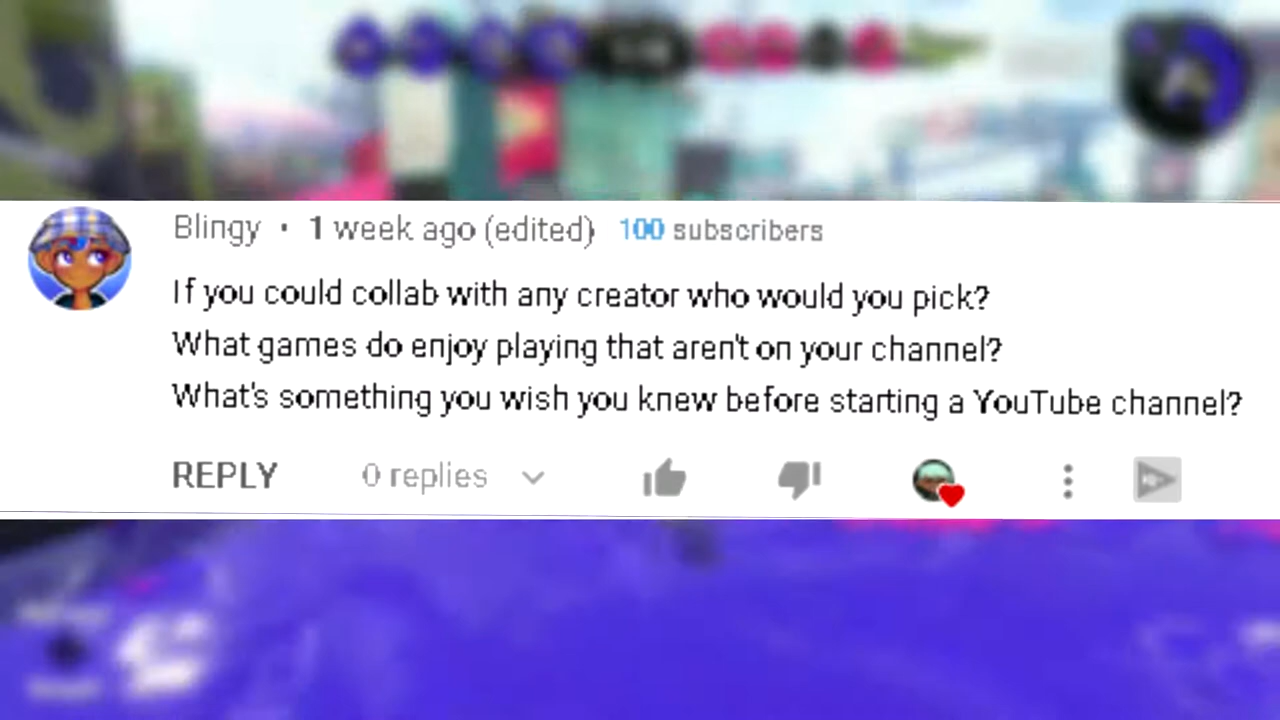 Blingy · 1 week ago (edited) 100 subscribers
If you could collab with any creator who would you pick?
What games do enjoy playing that aren't on your channel?
What's something you wish you knew before starting a YouTube channel?
REPLY 0 replies